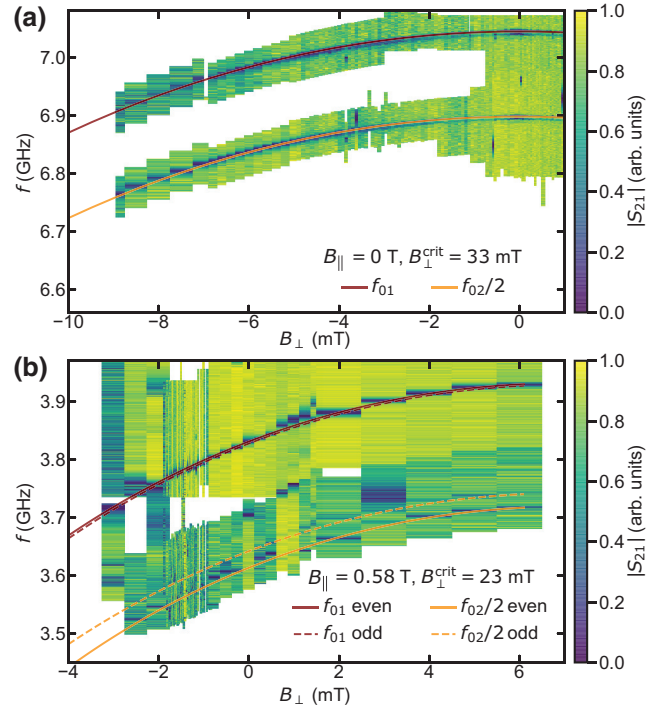 (a)
7.0
6.9
6.8
6.7
6.6
f (GHz)
B∥ = 0 T, B⊥^crit = 33 mT
f01
f02/2
−10
−8
−6
−4
−2
0
B⊥ (mT)
1.0
0.8
0.6
0.4
0.2
0.0
|S21| (arb. units)
(b)
3.9
3.8
3.7
3.6
3.5
f (GHz)
B∥ = 0.58 T, B⊥^crit = 23 mT
f01 even
f02/2 even
f01 odd
f02/2 odd
−4
−2
0
2
4
6
B⊥ (mT)
1.0
0.8
0.6
0.4
0.2
0.0
|S21| (arb. units)